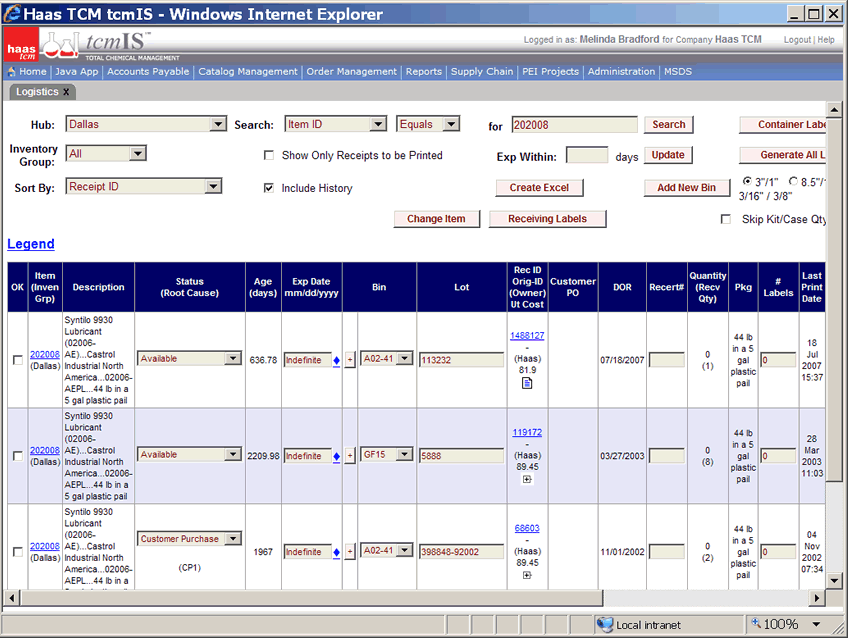 Haas TCM tcmIS - Windows Internet Explorer
haas tcm
tcmIS™
TOTAL CHEMICAL MANAGEMENT
Logged in as: Melinda Bradford for Company Haas TCM
Logout | Help
Home | Java App | Accounts Payable | Catalog Management | Order Management | Reports | Supply Chain | PEI Projects | Administration | MSDS
Logistics x
Hub: Dallas Search: Item ID Equals for 202008 Search Container Labe
Inventory Group: All Show Only Receipts to be Printed Exp Within: days Update Generate All L
Sort By: Receipt ID Include History Create Excel Add New Bin 3"/1" 8.5"/1
3/16" / 3/8"
Change Item Receiving Labels Skip Kit/Case Qty
Legend
OK
Item (Inven Grp)
Description
Status (Root Cause)
Age (days)
Exp Date mm/dd/yyyy
Bin
Lot
Rec ID Orig-ID (Owner) Ut Cost
Customer PO
DOR
Recert#
Quantity (Recv Qty)
Pkg
# Labels
Last Print Date
202008 (Dallas)
Syntilo 9930
Lubricant
(02006-
AE)...Castrol
Industrial North
America...02006-
AEPL...44 lb in a
5 gal plastic pail
Available
636.78
Indefinite
+
A02-41
113232
1488127
-
(Haas)
81.9
07/18/2007
0
(1)
44 lb
in a 5
gal
plastic
pail
0
18
Jul
2007
15:37
202008 (Dallas)
Syntilo 9930
Lubricant
(02006-
AE)...Castrol
Industrial North
America...02006-
AEPL...44 lb in a
5 gal plastic pail
Available
2209.98
Indefinite
+
GF15
5888
119172
-
(Haas)
89.45
03/27/2003
0
(8)
44 lb
in a 5
gal
plastic
pail
0
28
Mar
2003
11:03
202008 (Dallas)
Syntilo 9930
Lubricant
(02006-
AE)...Castrol
Industrial North
America...02006-
AEPL...44 lb in a
5 gal plastic pail
Customer Purchase
(CP1)
1967
Indefinite
+
A02-41
398848-92002
68603
-
(Haas)
89.45
11/01/2002
0
(2)
44 lb
in a 5
gal
plastic
pail
0
04
Nov
2002
07:34
Local intranet
100%